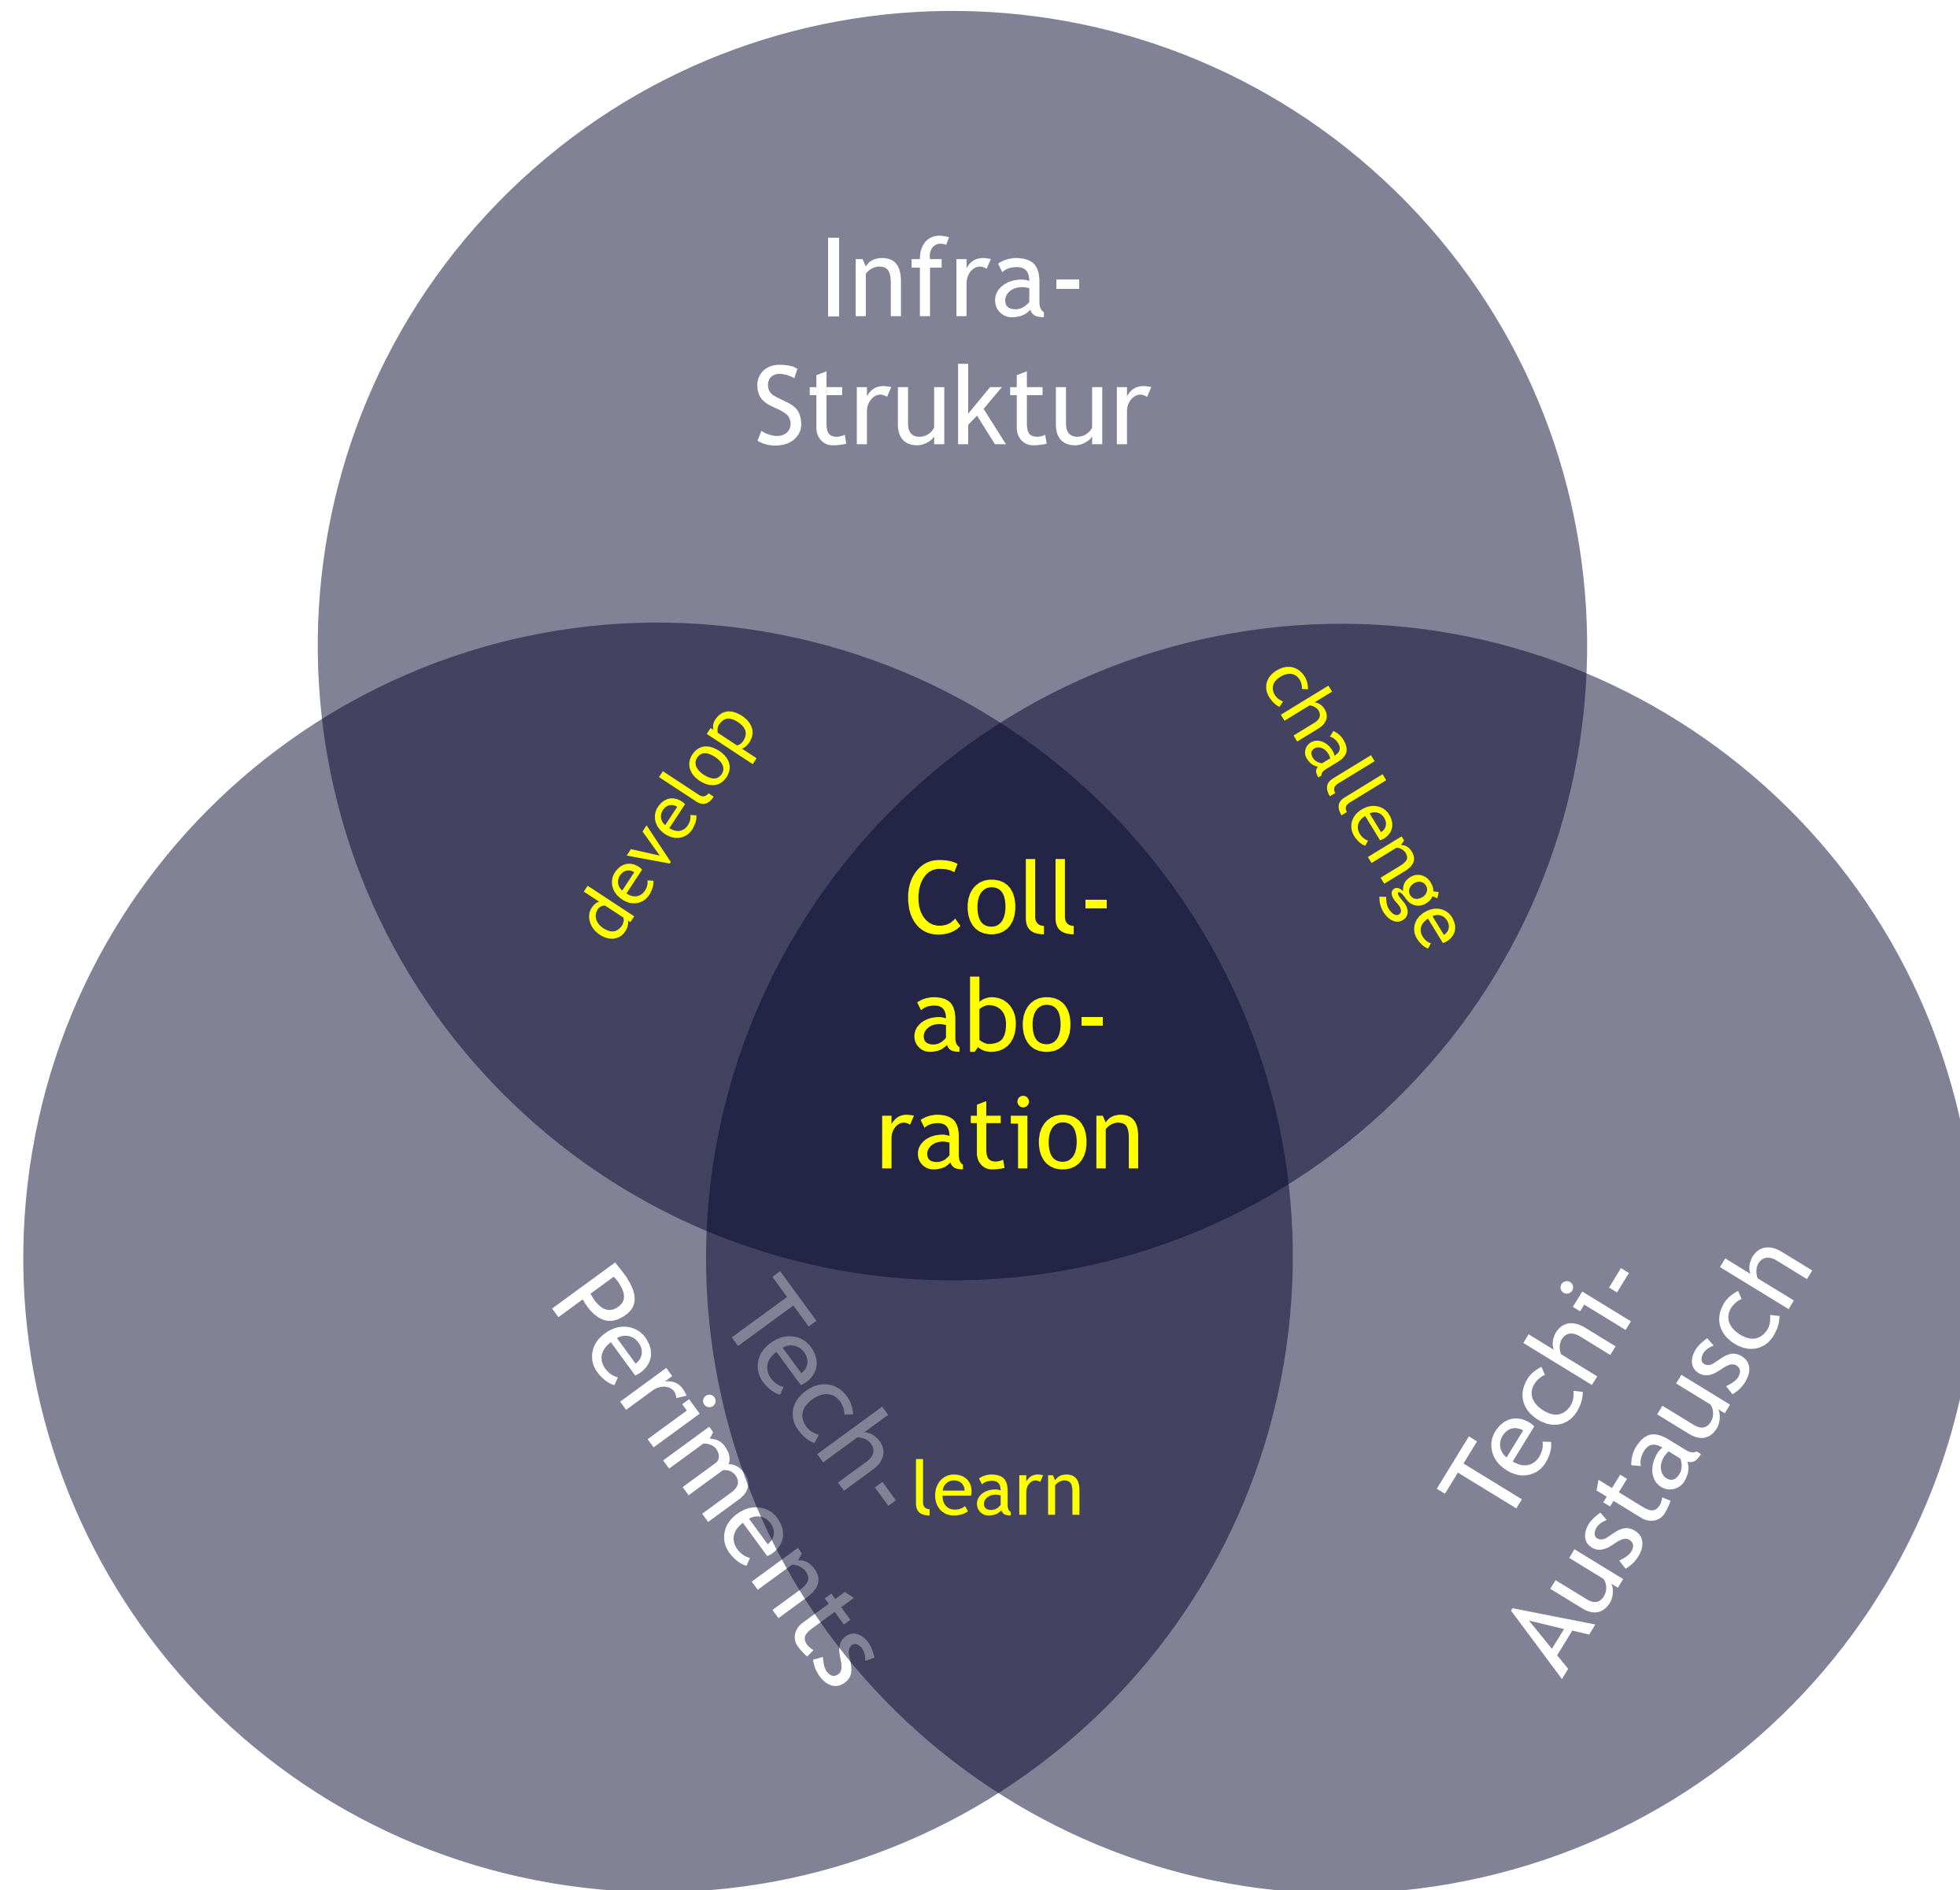 Infra-
Struktur
develop
challenge
Coll-
abo-
ration
Tech-
Periments
learn
Techi-
Austausch